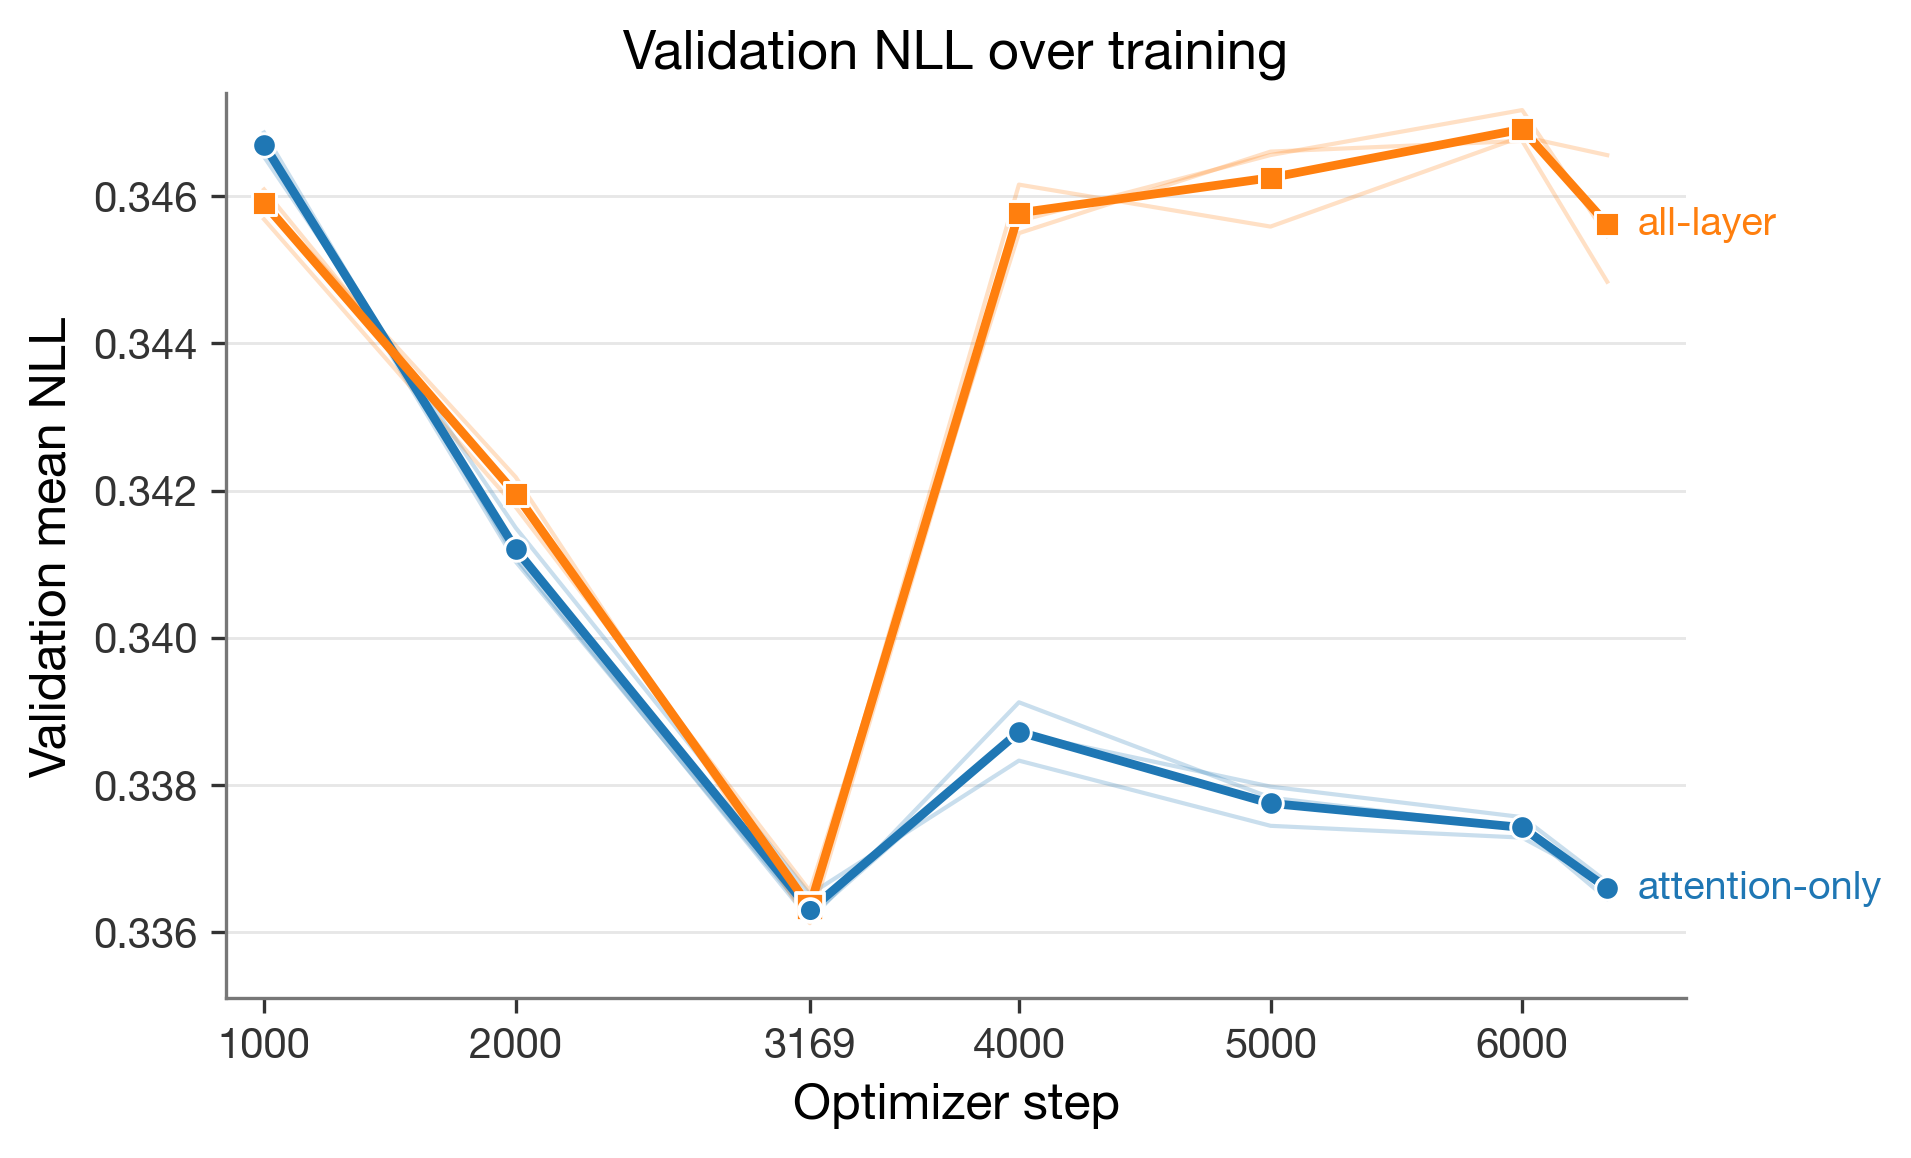 Validation NLL over training
Validation mean NLL
0.346
0.344
0.342
0.340
0.338
0.336
all-layer
attention-only
1000
2000
3169
4000
5000
6000
Optimizer step